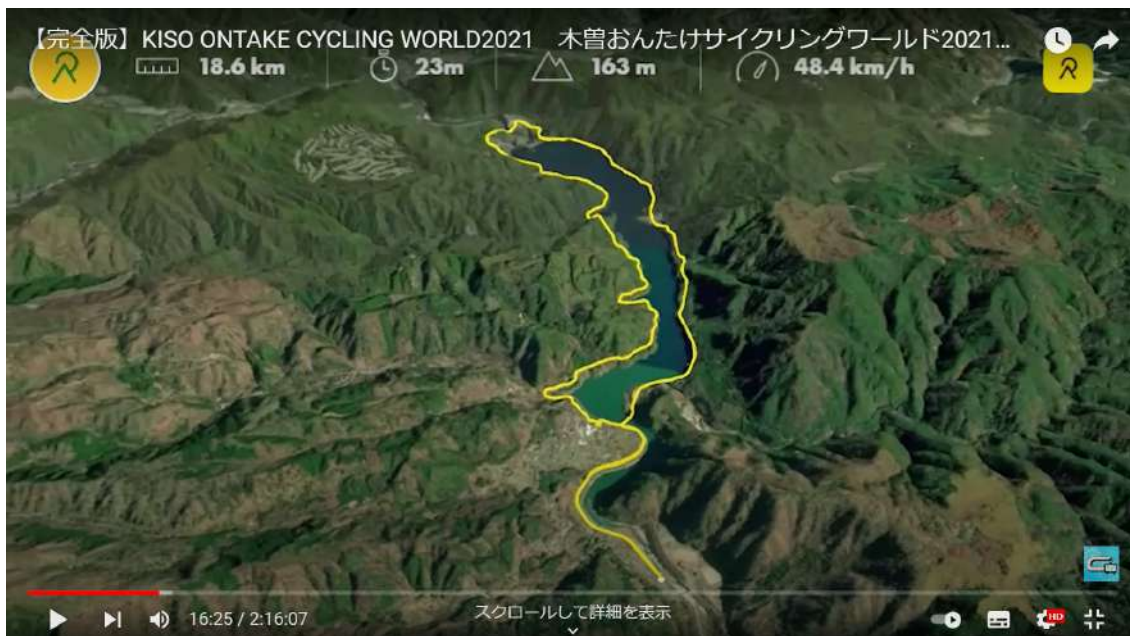 【完全版】KISO ONTAKE CYCLING WORLD2021　木曽おんたけサイクリングワールド2021...
18.6 km 23m 163 m 48.4 km/h
16:25 / 2:16:07 スクロールして詳細を表示 HD